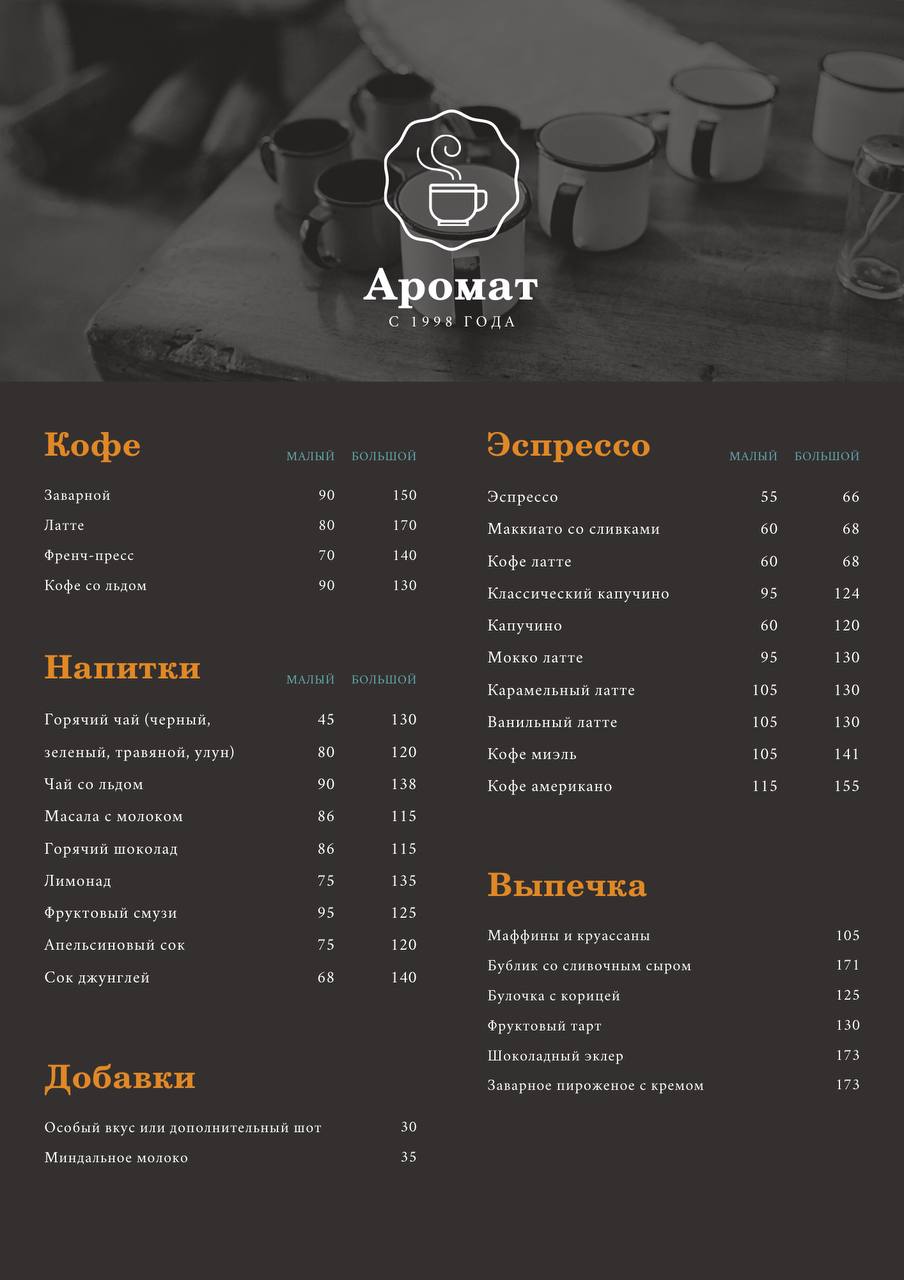 Аромат
С 1998 ГОДА
Кофе МАЛЫЙ БОЛЬШОЙ
Заварной 90 150
Латте 80 170
Френч-пресс 70 140
Кофе со льдом 90 130
Напитки МАЛЫЙ БОЛЬШОЙ
Горячий чай (черный, 45 130
зеленый, травяной, улун) 80 120
Чай со льдом 90 138
Масала с молоком 86 115
Горячий шоколад 86 115
Лимонад 75 135
Фруктовый смузи 95 125
Апельсиновый сок 75 120
Сок джунглей 68 140
Добавки
Особый вкус или дополнительный шот 30
Миндальное молоко 35
Эспрессо МАЛЫЙ БОЛЬШОЙ
Эспрессо 55 66
Маккиато со сливками 60 68
Кофе латте 60 68
Классический капучино 95 124
Капучино 60 120
Мокко латте 95 130
Карамельный латте 105 130
Ванильный латте 105 130
Кофе миэль 105 141
Кофе американо 115 155
Выпечка
Маффины и круассаны 105
Бублик со сливочным сыром 171
Булочка с корицей 125
Фруктовый тарт 130
Шоколадный эклер 173
Заварное пироженое с кремом 173